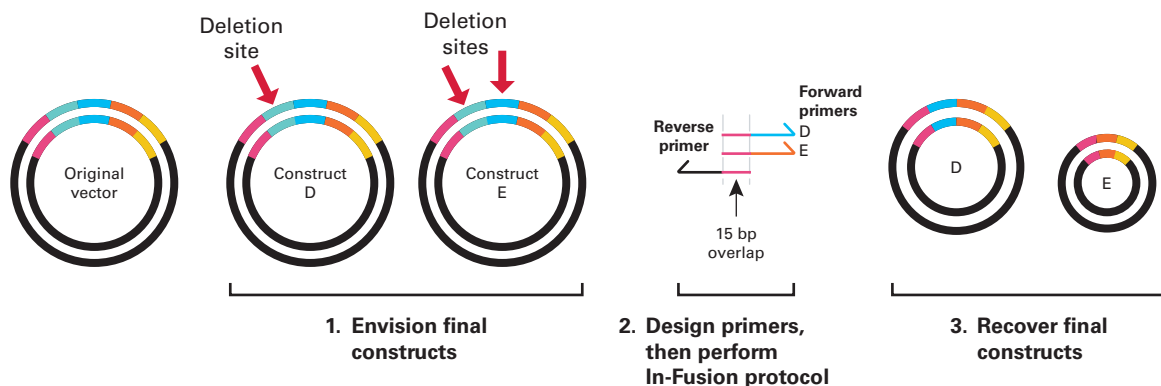 Deletion
site
Deletion
sites
Original
vector
Construct
D
Construct
E
Reverse
primer
Forward
primers
D
E
15 bp
overlap
D
E
1. Envision final
constructs
2. Design primers,
then perform
In-Fusion protocol
3. Recover final
constructs